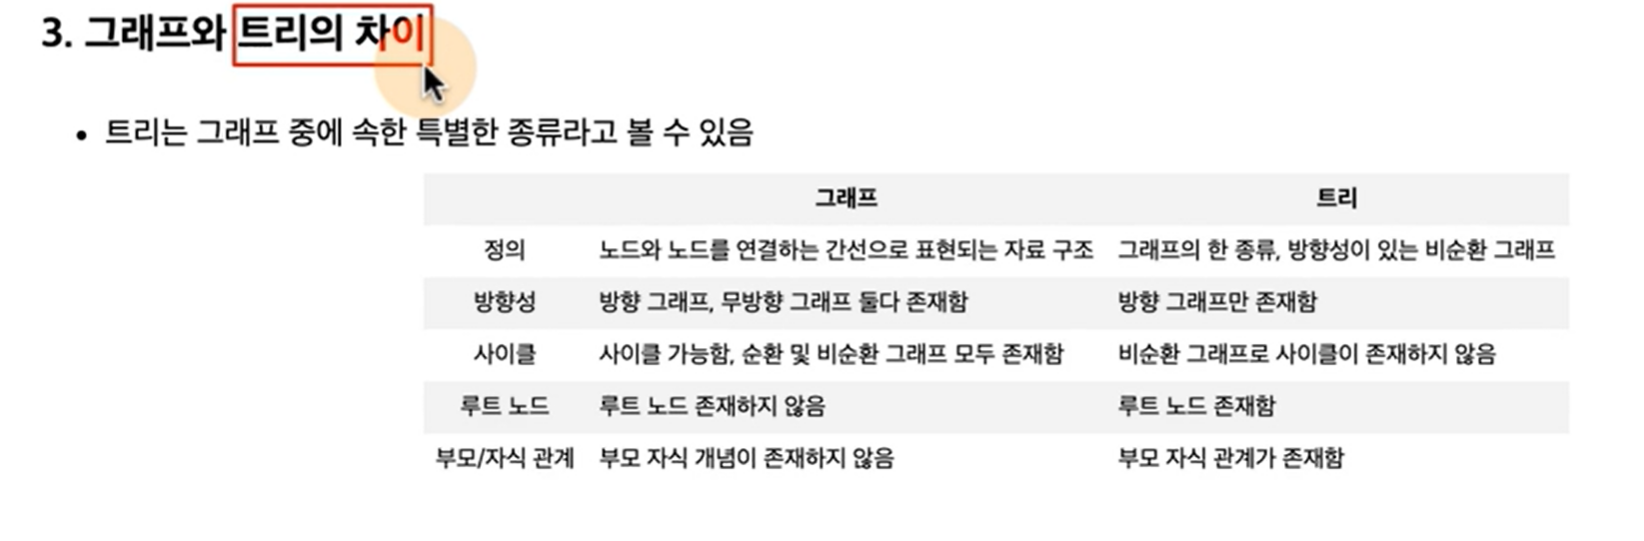 3. 그래프와 트리의 차이
• 트리는 그래프 중에 속한 특별한 종류라고 볼 수 있음
그래프 트리
정의 노드와 노드를 연결하는 간선으로 표현되는 자료 구조 그래프의 한 종류, 방향성이 있는 비순환 그래프
방향성 방향 그래프, 무방향 그래프 둘다 존재함 방향 그래프만 존재함
사이클 사이클 가능함, 순환 및 비순환 그래프 모두 존재함 비순환 그래프로 사이클이 존재하지 않음
루트 노드 루트 노드 존재하지 않음 루트 노드 존재함
부모/자식 관계 부모 자식 개념이 존재하지 않음 부모 자식 관계가 존재함